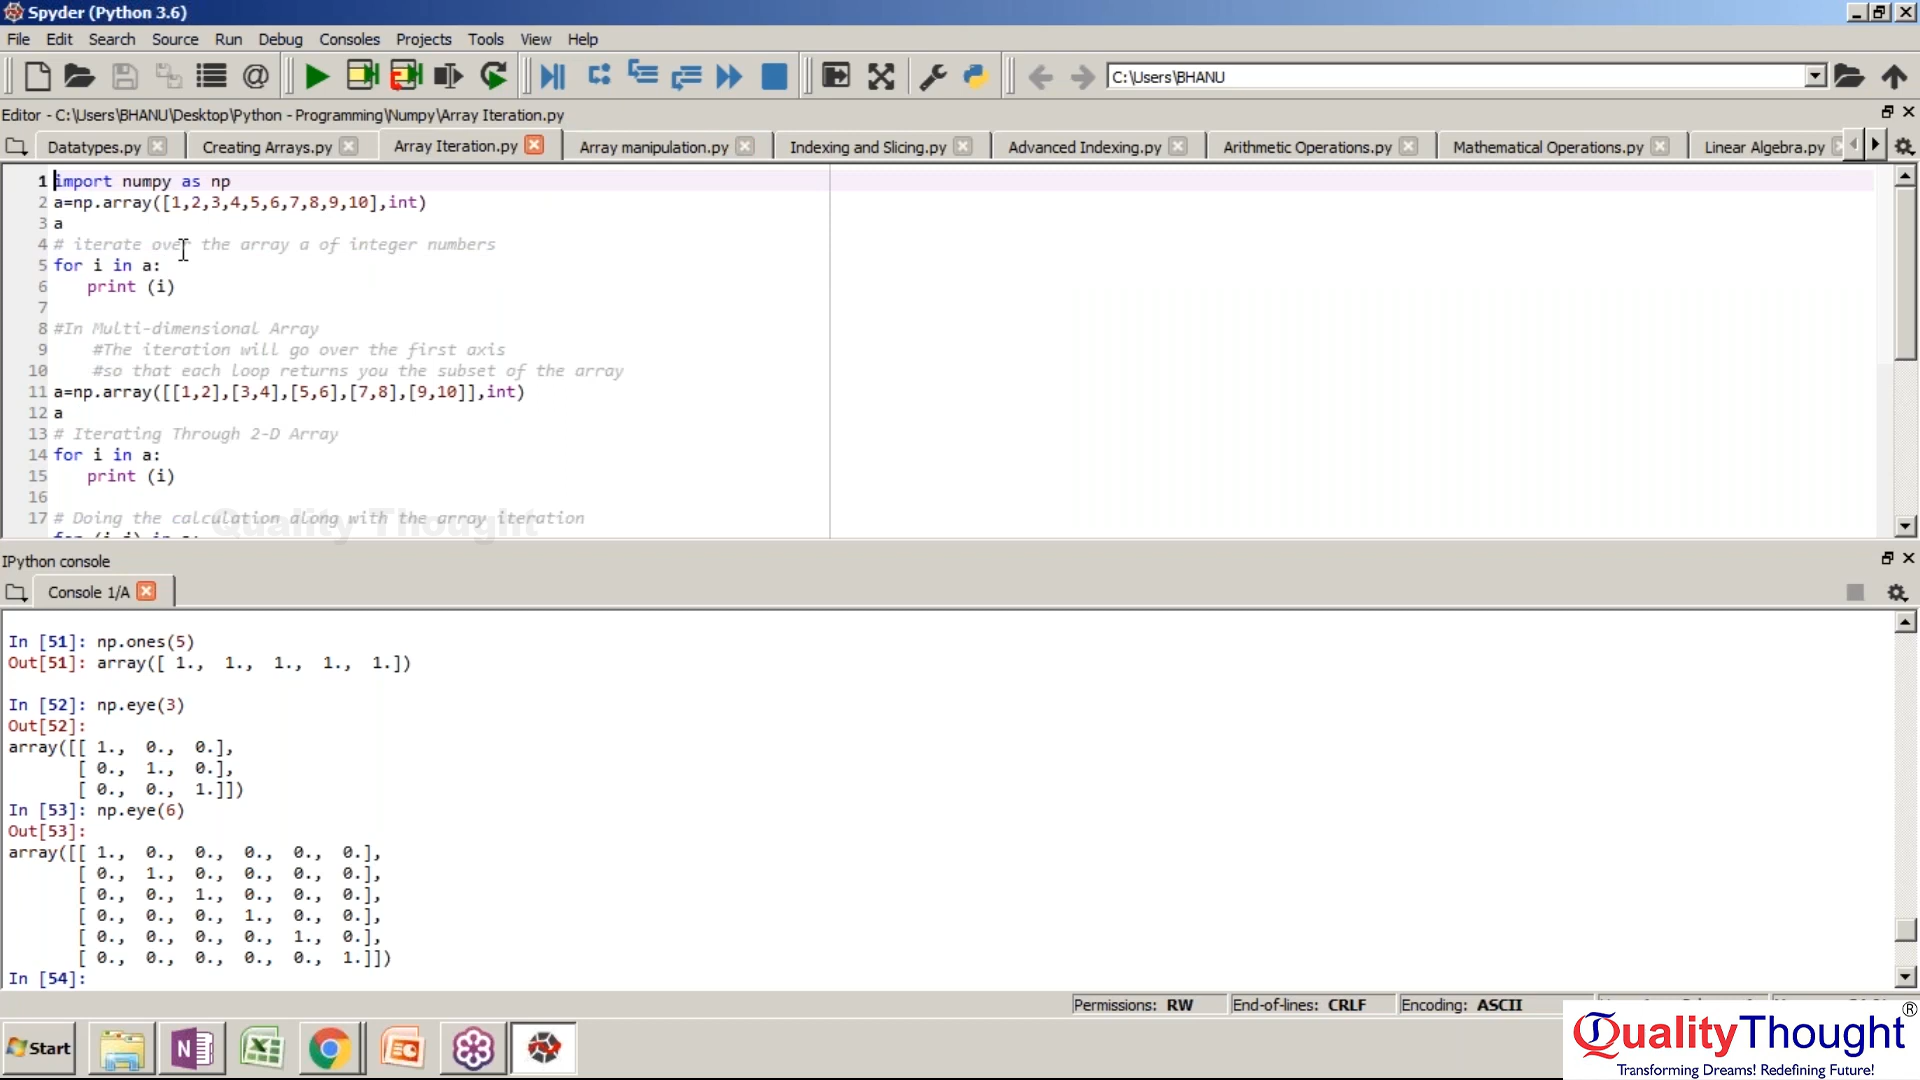 Spyder (Python 3.6)
File Edit Search Source Run Debug Consoles Projects Tools View Help
C:\Users\BHANU
Editor - C:\Users\BHANU\Desktop\Python - Programming\Numpy\Array Iteration.py
Datatypes.py Creating Arrays.py Array Iteration.py Array manipulation.py Indexing and Slicing.py Advanced Indexing.py Arithmetic Operations.py Mathematical Operations.py Linear Algebra.py
1 import numpy as np
2 a=np.array([1,2,3,4,5,6,7,8,9,10],int)
3 a
4 # iterate over the array a of integer numbers
5 for i in a:
6 print (i)
7
8 #In Multi-dimensional Array
9 #The iteration will go over the first axis
10 #so that each loop returns you the subset of the array
11 a=np.array([[1,2],[3,4],[5,6],[7,8],[9,10]],int)
12 a
13 # Iterating Through 2-D Array
14 for i in a:
15 print (i)
16
17 # Doing the calculation along with the array iteration
Quality Thought
IPython console
Console 1/A
In [51]: np.ones(5)
Out[51]: array([ 1., 1., 1., 1., 1.])
In [52]: np.eye(3)
Out[52]:
array([[ 1., 0., 0.],
[ 0., 1., 0.],
[ 0., 0., 1.]])
In [53]: np.eye(6)
Out[53]:
array([[ 1., 0., 0., 0., 0., 0.],
[ 0., 1., 0., 0., 0., 0.],
[ 0., 0., 1., 0., 0., 0.],
[ 0., 0., 0., 1., 0., 0.],
[ 0., 0., 0., 0., 1., 0.],
[ 0., 0., 0., 0., 0., 1.]])
In [54]:
Permissions: RW End-of-lines: CRLF Encoding: ASCII
Start
QualityThought®
Transforming Dreams! Redefining Future!